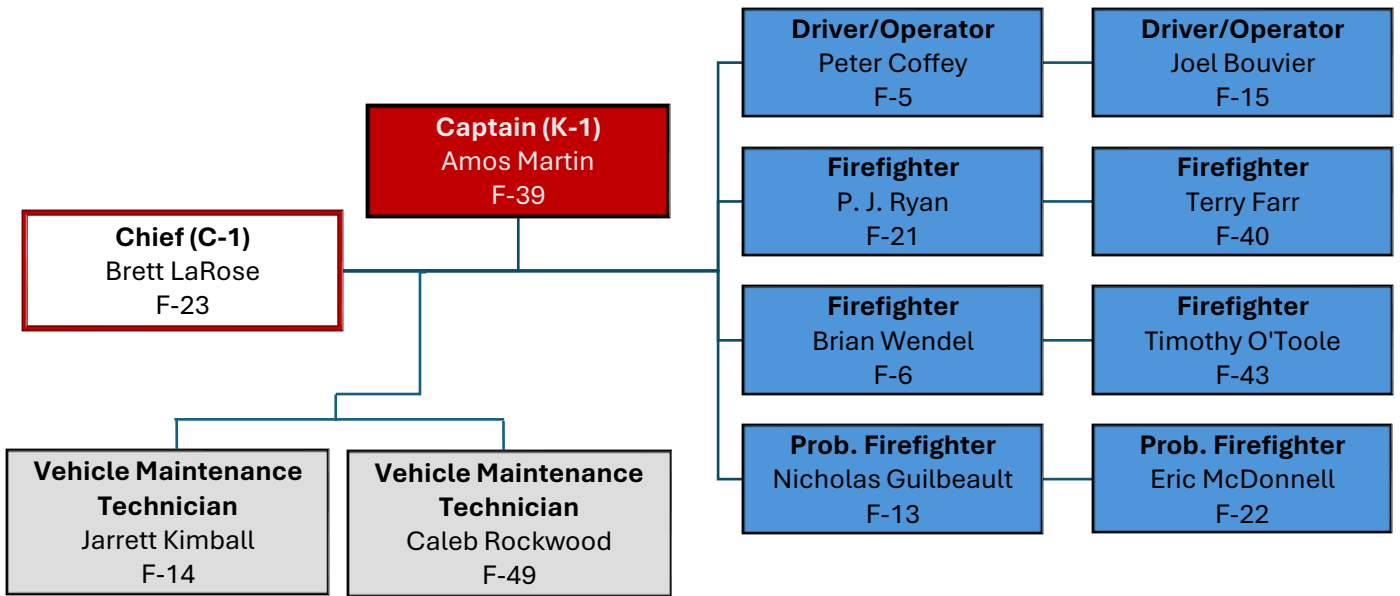 Driver/Operator
Peter Coffey
F-5
Driver/Operator
Joel Bouvier
F-15
Captain (K-1)
Amos Martin
F-39
Firefighter
P. J. Ryan
F-21
Firefighter
Terry Farr
F-40
Chief (C-1)
Brett LaRose
F-23
Firefighter
Brian Wendel
F-6
Firefighter
Timothy O'Toole
F-43
Prob. Firefighter
Nicholas Guilbeault
F-13
Prob. Firefighter
Eric McDonnell
F-22
Vehicle Maintenance
Technician
Jarrett Kimball
F-14
Vehicle Maintenance
Technician
Caleb Rockwood
F-49